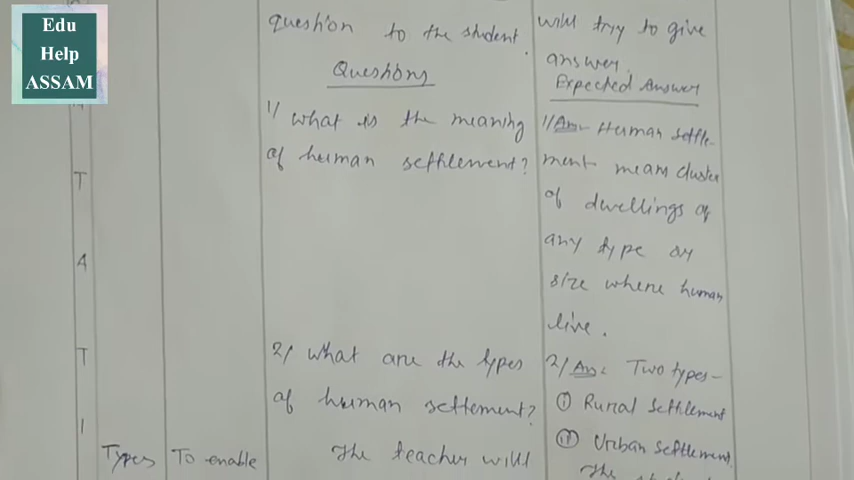 Edu
Help
ASSAM
T
A
T
I
Types
To enable
question to the student.
Questions
1/ what is the meaning
of human settlement?
2/ what are the types
of human settement?
The teacher will
will try to give
answer.
Expected Answer
1/ Ans- Human settle-
ment means cluster
of dwellings of
any type or
size where human
live.
2/ Ans: Two types-
(i) Rural Settlement
(ii) Urban Settlement.
The